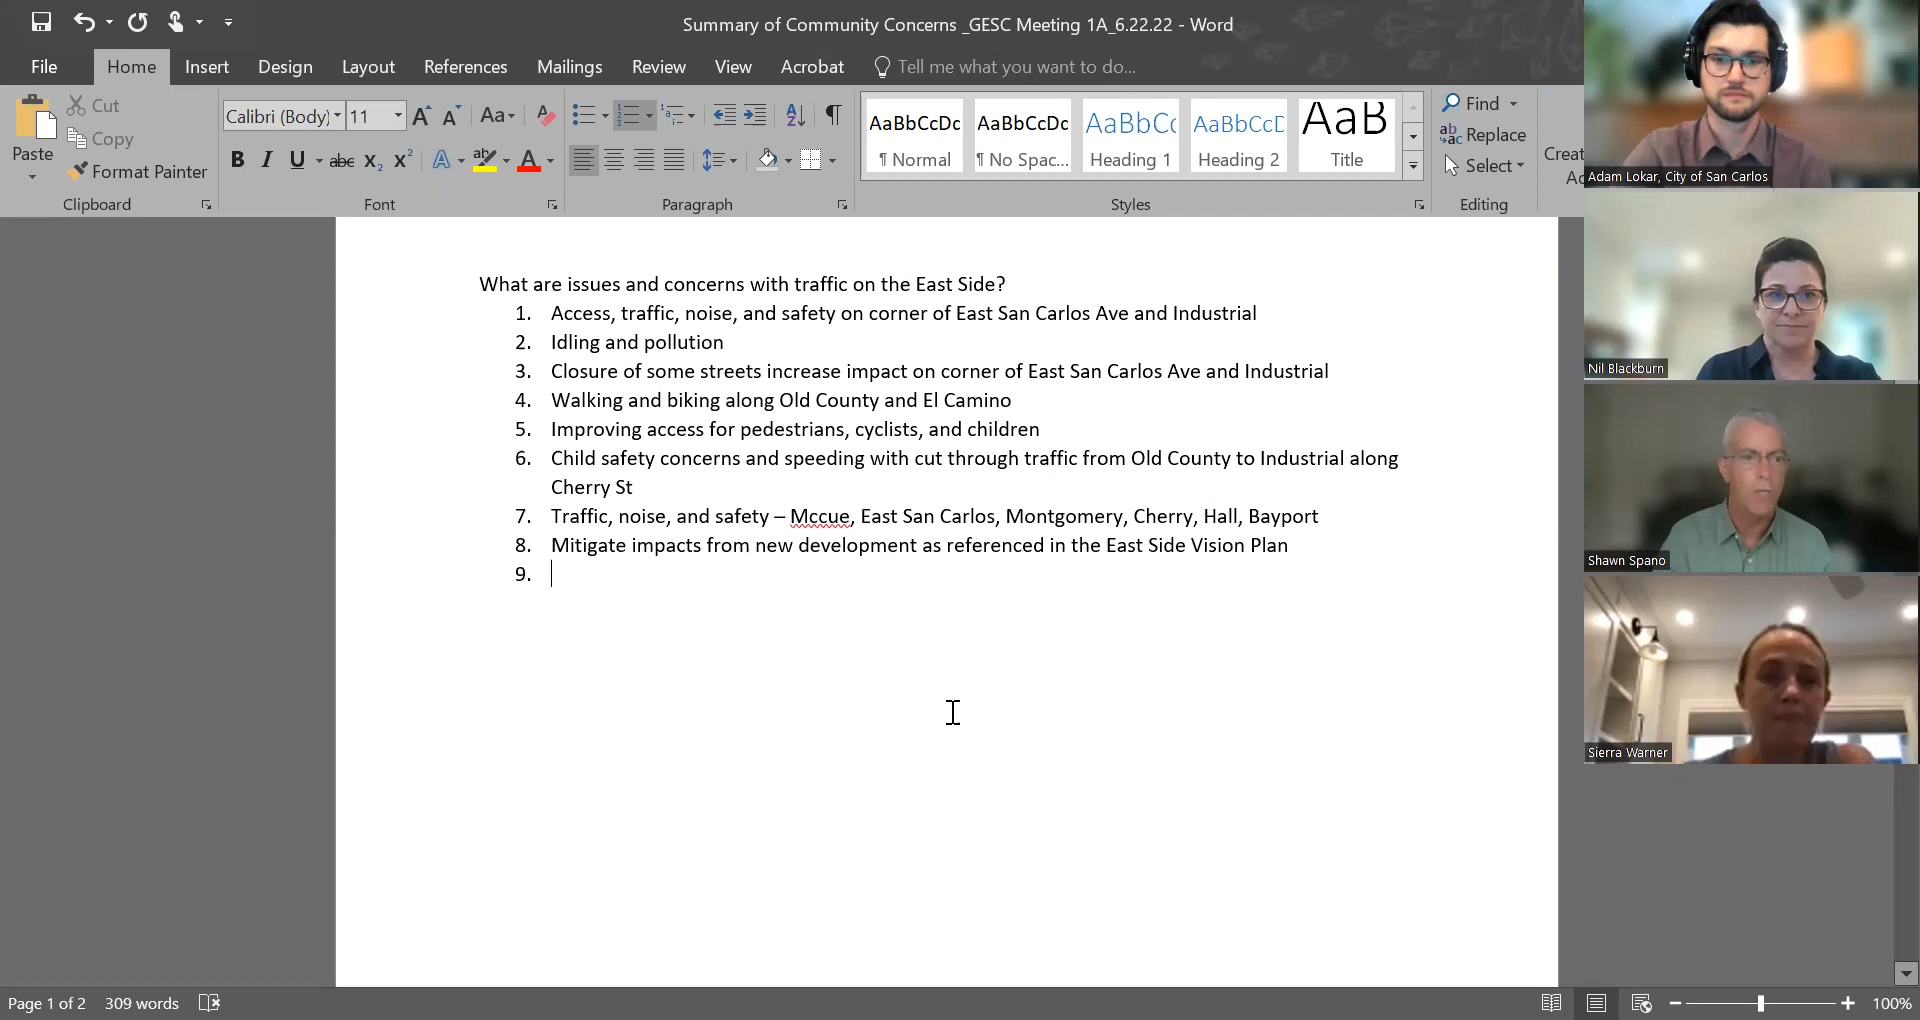 Summary of Community Concerns _GESC Meeting 1A_6.22.22 - Word
File Home Insert Design Layout References Mailings Review View Acrobat Tell me what you want to do...
Paste
Cut
Copy
Format Painter
Clipboard
Calibri (Body) 11
Font
Paragraph
AaBbCcDc AaBbCcDc AaBbCc AaBbCcD AaB
¶ Normal ¶ No Spac... Heading 1 Heading 2 Title
Styles
Find
Replace
Select
Editing
Adam Lokar, City of San Carlos
Nil Blackburn
Shawn Spano
Sierra Warner
What are issues and concerns with traffic on the East Side?
1. Access, traffic, noise, and safety on corner of East San Carlos Ave and Industrial
2. Idling and pollution
3. Closure of some streets increase impact on corner of East San Carlos Ave and Industrial
4. Walking and biking along Old County and El Camino
5. Improving access for pedestrians, cyclists, and children
6. Child safety concerns and speeding with cut through traffic from Old County to Industrial along
Cherry St
7. Traffic, noise, and safety – Mccue, East San Carlos, Montgomery, Cherry, Hall, Bayport
8. Mitigate impacts from new development as referenced in the East Side Vision Plan
9.
Page 1 of 2 309 words 100%